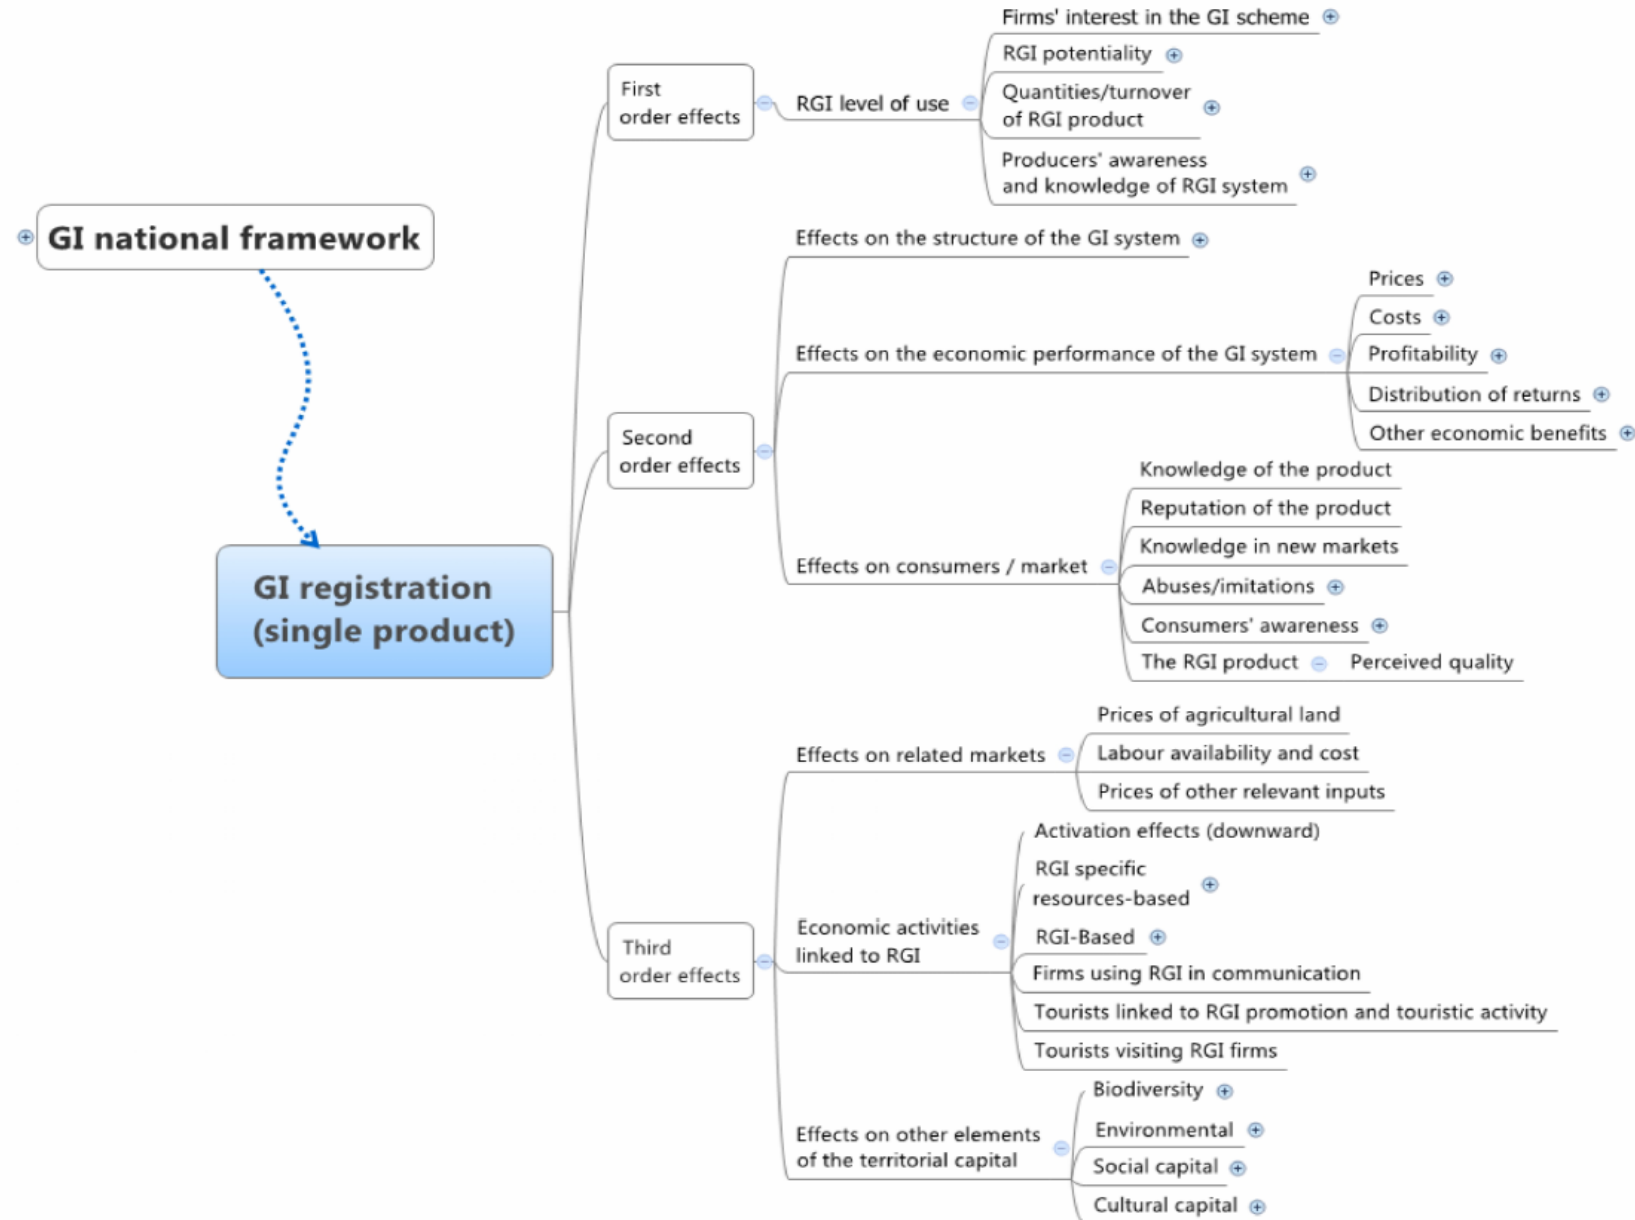 First
order effects
RGI level of use
Firms' interest in the GI scheme
RGI potentiality
Quantities/turnover
of RGI product
Producers' awareness
and knowledge of RGI system
GI national framework
GI registration
(single product)
Second
order effects
Effects on the structure of the GI system
Effects on the economic performance of the GI system
Prices
Costs
Profitability
Distribution of returns
Other economic benefits
Effects on consumers / market
Knowledge of the product
Reputation of the product
Knowledge in new markets
Abuses/imitations
Consumers' awareness
The RGI product
Perceived quality
Third
order effects
Effects on related markets
Prices of agricultural land
Labour availability and cost
Prices of other relevant inputs
Economic activities
linked to RGI
Activation effects (downward)
RGI specific
resources-based
RGI-Based
Firms using RGI in communication
Tourists linked to RGI promotion and touristic activity
Tourists visiting RGI firms
Effects on other elements
of the territorial capital
Biodiversity
Environmental
Social capital
Cultural capital